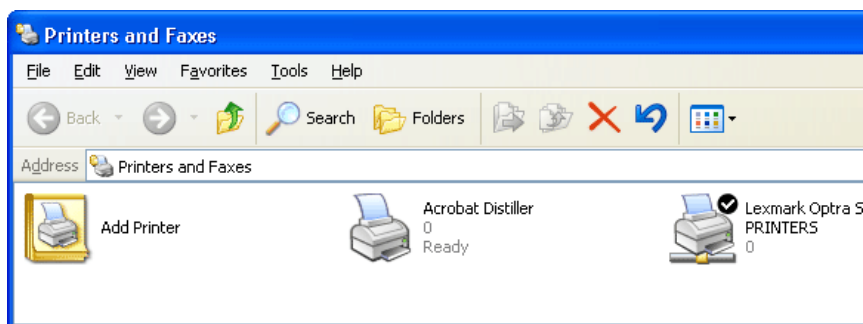 Printers and Faxes
File Edit View Favorites Tools Help
Back Search Folders
Address Printers and Faxes
Add Printer
Acrobat Distiller
0
Ready
Lexmark Optra S
PRINTERS
0